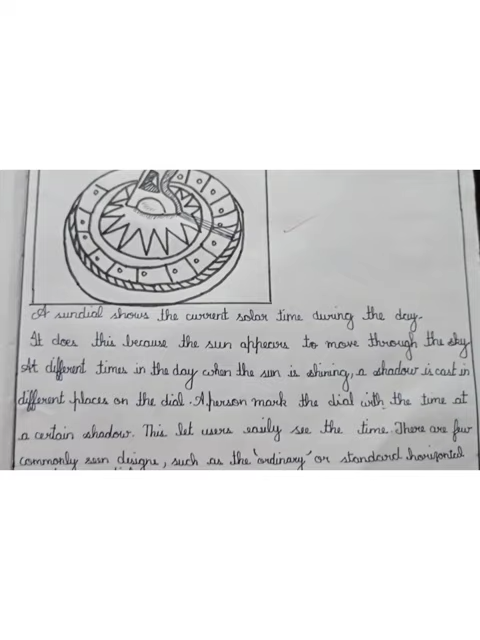 A sundial shows the current solar time during the day.
It does this because the sun appears to move through the sky.
At different times in the day when the sun is shining, a shadow is cast in
different places on the dial. A person mark the dial with the time at
a certain shadow. This let users easily see the time. There are few
commonly seen designs, such as the "ordinary" or standard horizontal